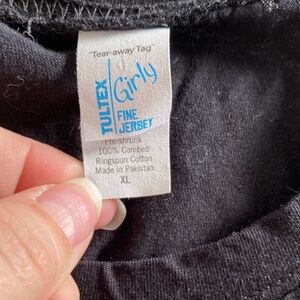 "Tear-away Tag"
TULTEX
Girly
FINE
JERSEY
Pre-shrunk
100% Combed
Ringspun Cotton
Made in Pakistan
XL